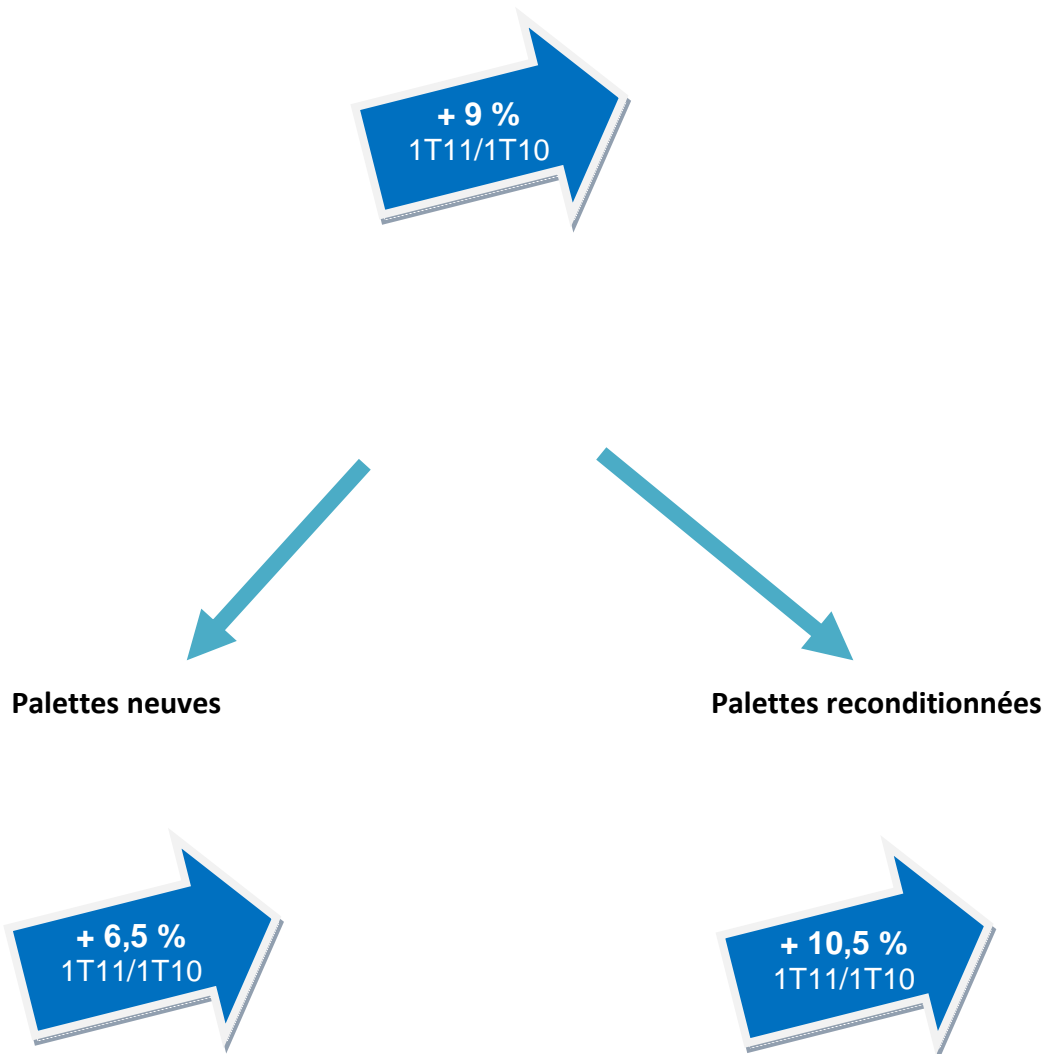 + 9 %
1T11/1T10
Palettes neuves
Palettes reconditionnées
+ 6,5 %
1T11/1T10
+ 10,5 %
1T11/1T10